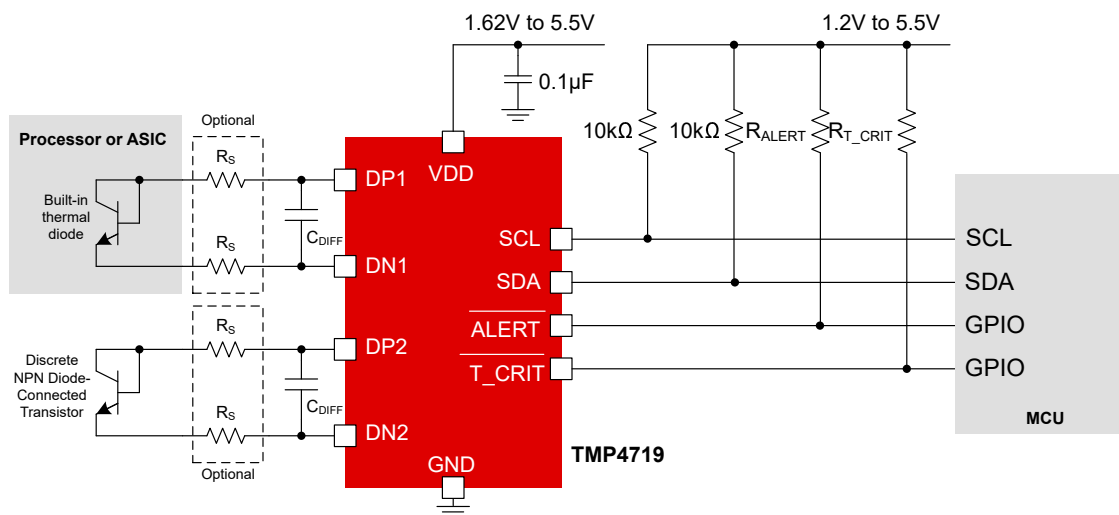 1.62V to 5.5V
1.2V to 5.5V
0.1µF
Optional
Processor or ASIC
10kΩ
10kΩ
RALERT
RT_CRIT
RS
DP1
VDD
Built-in
thermal
diode
CDIFF
SCL
SCL
RS
DN1
SDA
SDA
RS
DP2
ALERT
GPIO
Discrete
NPN Diode-
Connected
Transistor
CDIFF
T_CRIT
GPIO
RS
DN2
MCU
TMP4719
GND
Optional